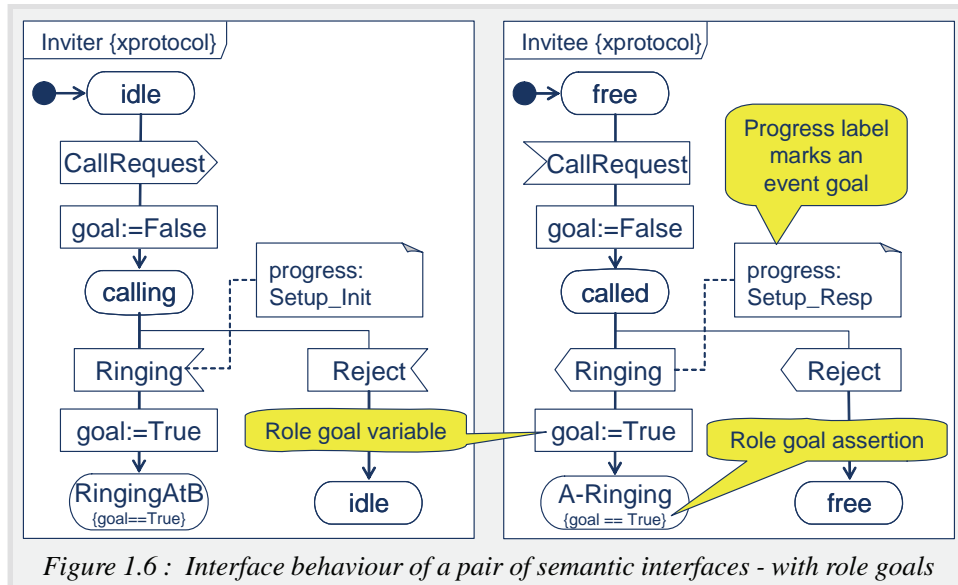 Inviter {xprotocol}
idle
CallRequest
goal:=False
calling
progress:
Setup_Init
Ringing
Reject
goal:=True
Role goal variable
RingingAtB
{goal==True}
idle
Invitee {xprotocol}
free
CallRequest
Progress label
marks an
event goal
goal:=False
called
progress:
Setup_Resp
Ringing
Reject
goal:=True
Role goal assertion
A-Ringing
{goal == True}
free
Figure 1.6 : Interface behaviour of a pair of semantic interfaces - with role goals